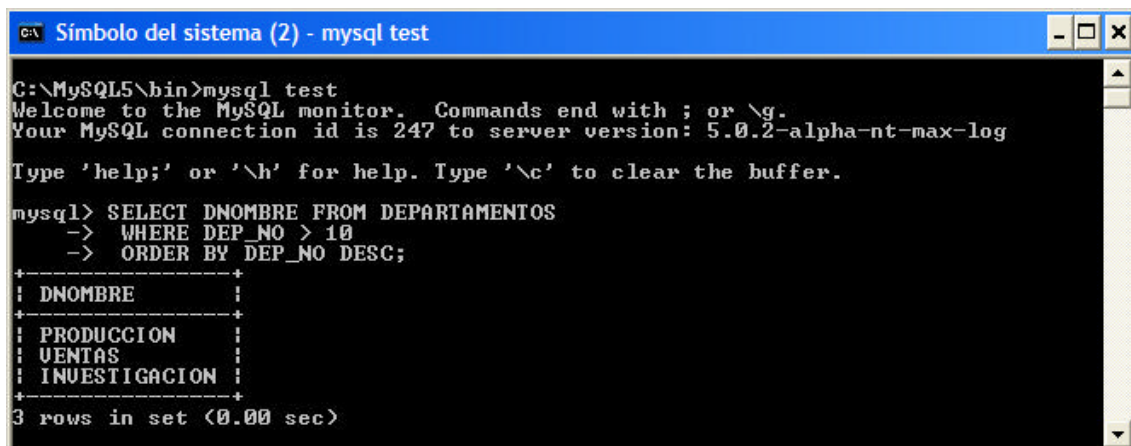 Símbolo del sistema (2) - mysql test
C:\MySQL5\bin>mysql test
Welcome to the MySQL monitor.  Commands end with ; or \g.
Your MySQL connection id is 247 to server version: 5.0.2-alpha-nt-max-log
Type 'help;' or '\h' for help. Type '\c' to clear the buffer.
mysql> SELECT DNOMBRE FROM DEPARTAMENTOS
    ->  WHERE DEP_NO > 10
    ->  ORDER BY DEP_NO DESC;
+---------------+
| DNOMBRE       |
+---------------+
| PRODUCCION    |
| VENTAS        |
| INVESTIGACION |
+---------------+
3 rows in set (0.00 sec)